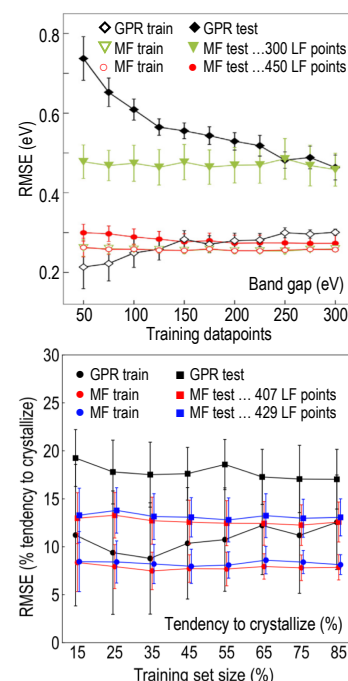 GPR train GPR test
MF train MF test ...300 LF points
MF train MF test ...450 LF points
0.8
0.6
0.4
0.2
RMSE (eV)
Band gap (eV)
50 100 150 200 250 300
Training datapoints
GPR train GPR test
MF train MF test ... 407 LF points
MF train MF test ... 429 LF points
30
25
20
15
10
5
0
RMSE (% tendency to crystallize)
Tendency to crystallize (%)
15 25 35 45 55 65 75 85
Training set size (%)